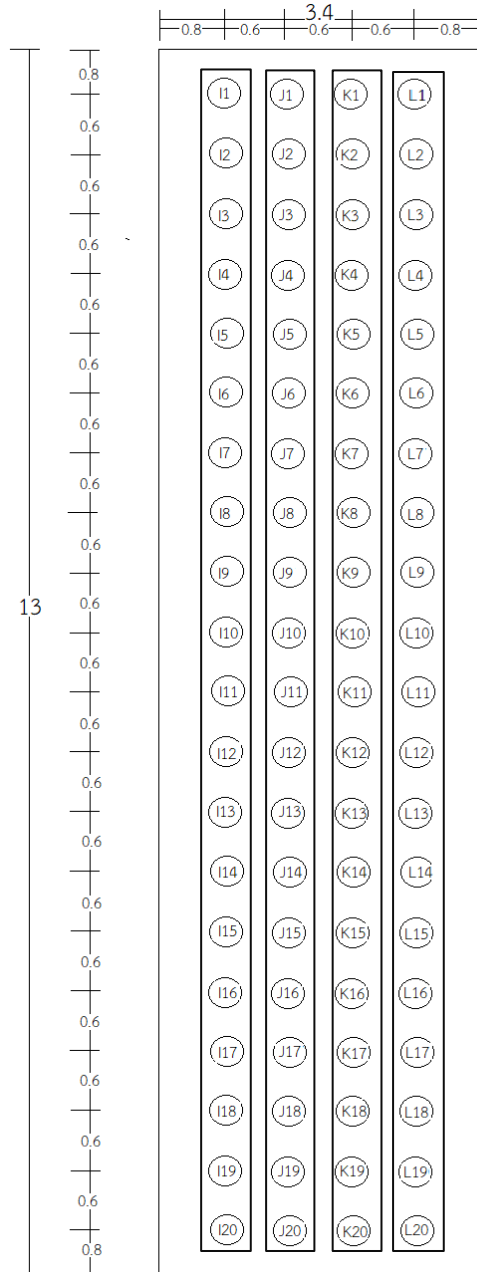 3.4
0.8 0.6 0.6 0.6 0.8
0.8
I1 J1 K1 L1
0.6
I2 J2 K2 L2
0.6
I3 J3 K3 L3
0.6
I4 J4 K4 L4
0.6
I5 J5 K5 L5
0.6
I6 J6 K6 L6
0.6
I7 J7 K7 L7
0.6
I8 J8 K8 L8
0.6
I9 J9 K9 L9
13 0.6
I10 J10 K10 L10
0.6
I11 J11 K11 L11
0.6
I12 J12 K12 L12
0.6
I13 J13 K13 L13
0.6
I14 J14 K14 L14
0.6
I15 J15 K15 L15
0.6
I16 J16 K16 L16
0.6
I17 J17 K17 L17
0.6
I18 J18 K18 L18
0.6
I19 J19 K19 L19
0.6
I20 J20 K20 L20
0.8